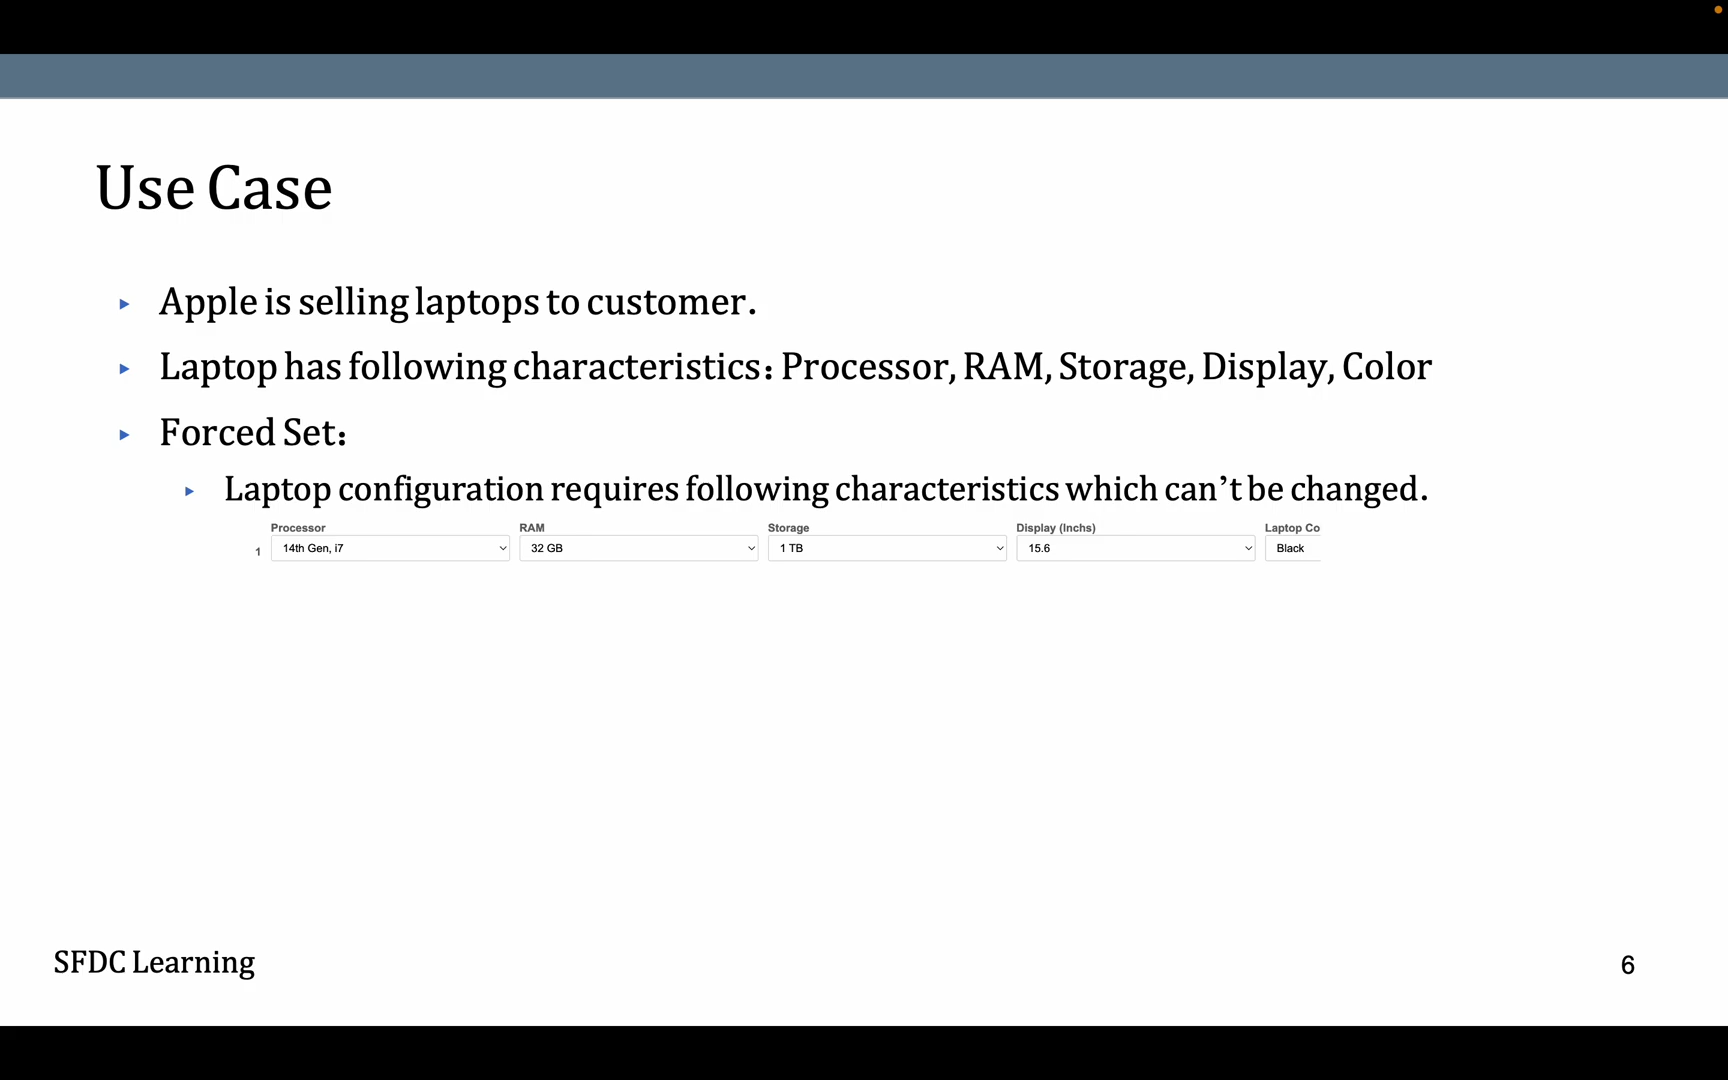 Use Case
Apple is selling laptops to customer.
Laptop has following characteristics: Processor, RAM, Storage, Display, Color
Forced Set:
Laptop configuration requires following characteristics which can't be changed.
Processor RAM Storage Display (Inchs) Laptop Co
1 14th Gen, i7 32 GB 1 TB 15.6 Black
SFDC Learning 6